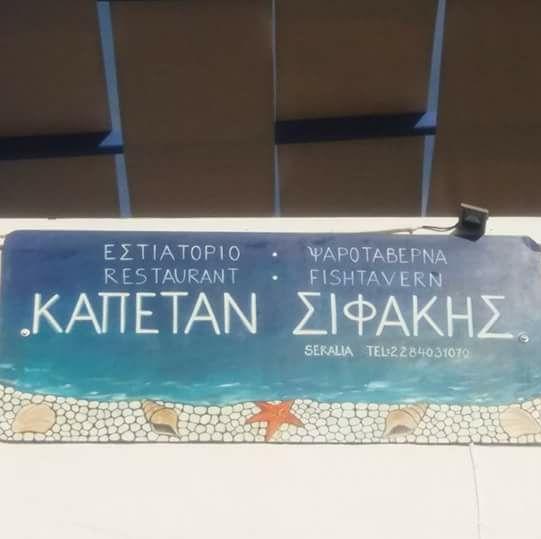 ΕΣΤΙΑΤΟΡΙΟ • ΨΑΡΟΤΑΒΕΡΝΑ
RESTAURANT • FISHTAVERN
ΚΑΠΕΤΑΝ ΣΙΦΑΚΗΣ
SERALIA TEL:2284031070